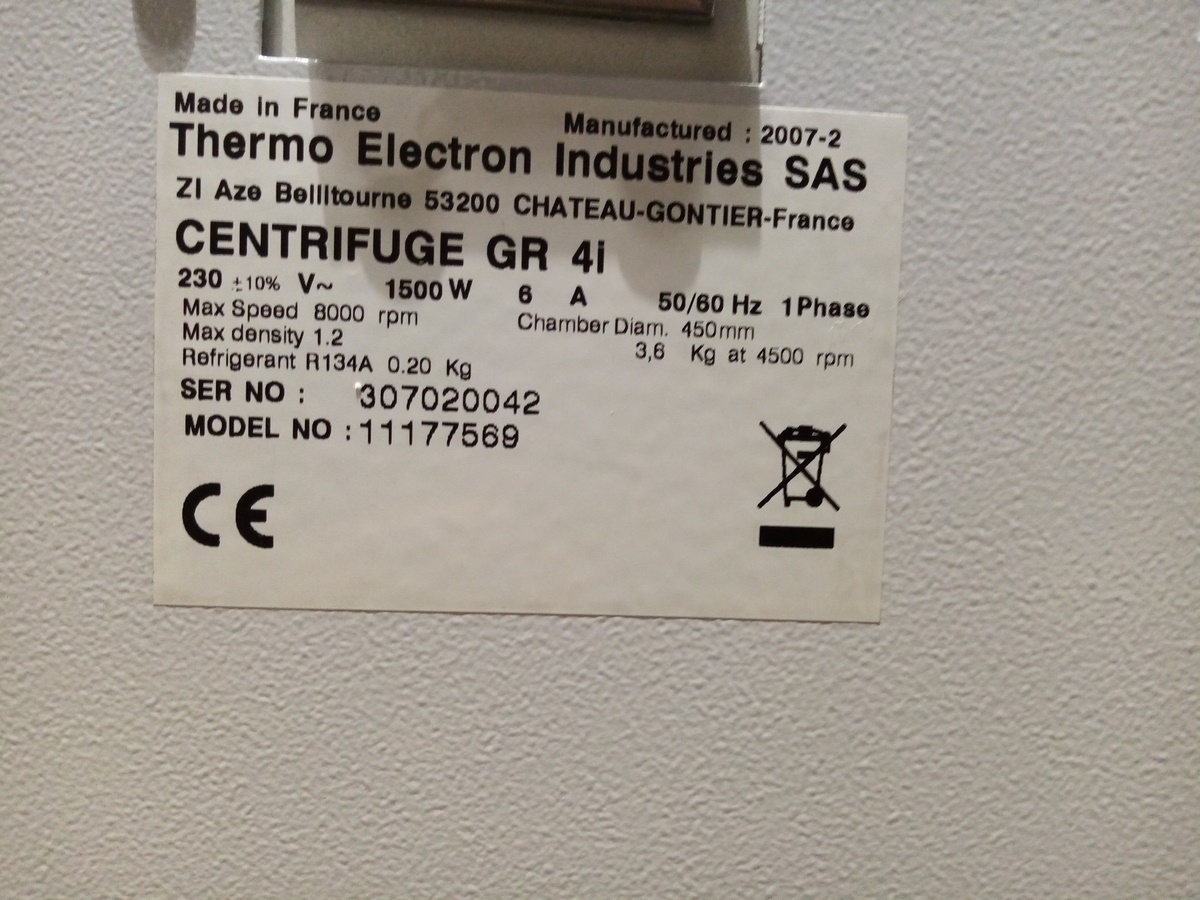 Made in France
Manufactured : 2007-2
Thermo Electron Industries SAS
ZI Aze Bellitourne 53200 CHATEAU-GONTIER-France
CENTRIFUGE GR 4i
230 ±10% V~ 1500 W 6 A 50/60 Hz 1 Phase
Max Speed 8000 rpm Chamber Diam. 450mm
Max density 1.2 3,6 Kg at 4500 rpm
Refrigerant R134A 0.20 Kg
SER NO : 307020042
MODEL NO : 11177569
CE